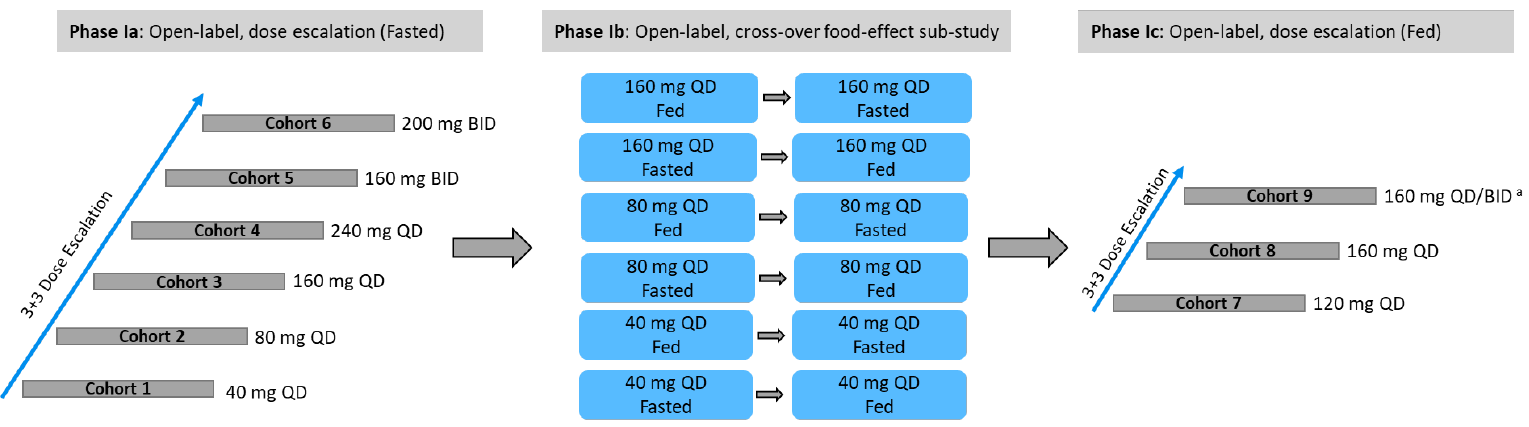 Phase Ia: Open-label, dose escalation (Fasted)
3+3 Dose Escalation
Cohort 6 200 mg BID
Cohort 5 160 mg BID
Cohort 4 240 mg QD
Cohort 3 160 mg QD
Cohort 2 80 mg QD
Cohort 1 40 mg QD
Phase Ib: Open-label, cross-over food-effect sub-study
160 mg QD
Fed
160 mg QD
Fasted
160 mg QD
Fasted
160 mg QD
Fed
80 mg QD
Fed
80 mg QD
Fasted
80 mg QD
Fasted
80 mg QD
Fed
40 mg QD
Fed
40 mg QD
Fasted
40 mg QD
Fasted
40 mg QD
Fed
Phase Ic: Open-label, dose escalation (Fed)
3+3 Dose Escalation
Cohort 9 160 mg QD/BID a
Cohort 8 160 mg QD
Cohort 7 120 mg QD